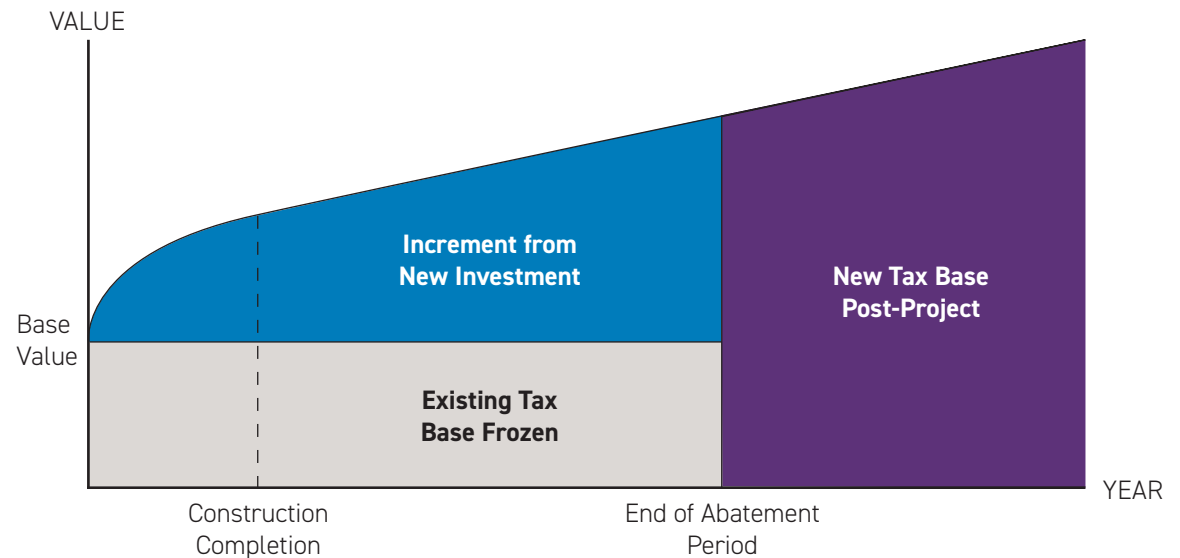 VALUE
Increment from
New Investment
New Tax Base
Post-Project
Base
Value
Existing Tax
Base Frozen
YEAR
Construction
Completion
End of Abatement
Period